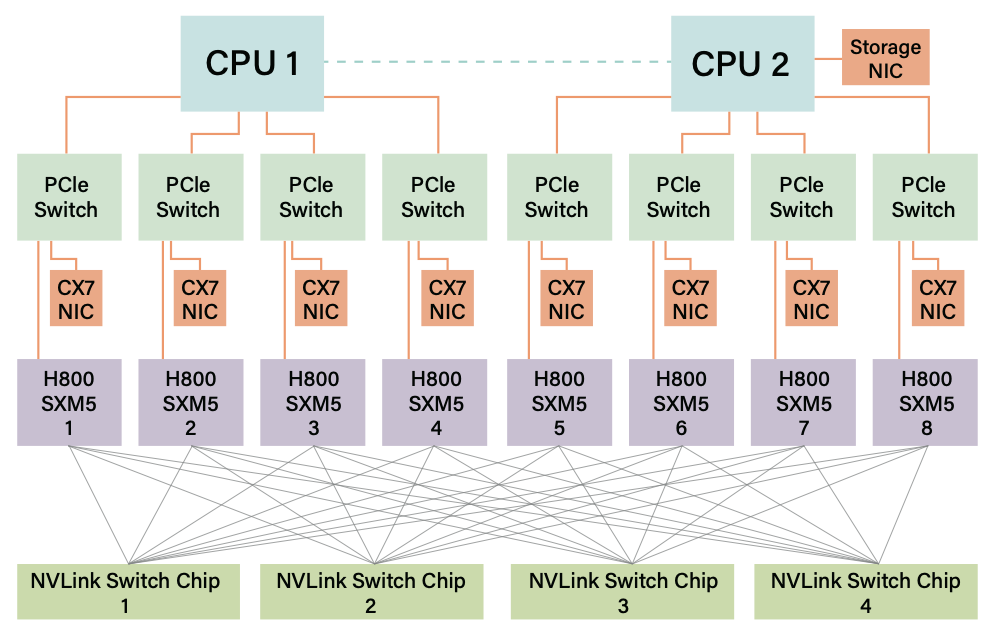 CPU 1
CPU 2
Storage
NIC
PCIe
Switch
PCIe
Switch
PCIe
Switch
PCIe
Switch
PCIe
Switch
PCIe
Switch
PCIe
Switch
PCIe
Switch
CX7
NIC
CX7
NIC
CX7
NIC
CX7
NIC
CX7
NIC
CX7
NIC
CX7
NIC
CX7
NIC
H800
SXM5
1
H800
SXM5
2
H800
SXM5
3
H800
SXM5
4
H800
SXM5
5
H800
SXM5
6
H800
SXM5
7
H800
SXM5
8
NVLink Switch Chip
1
NVLink Switch Chip
2
NVLink Switch Chip
3
NVLink Switch Chip
4